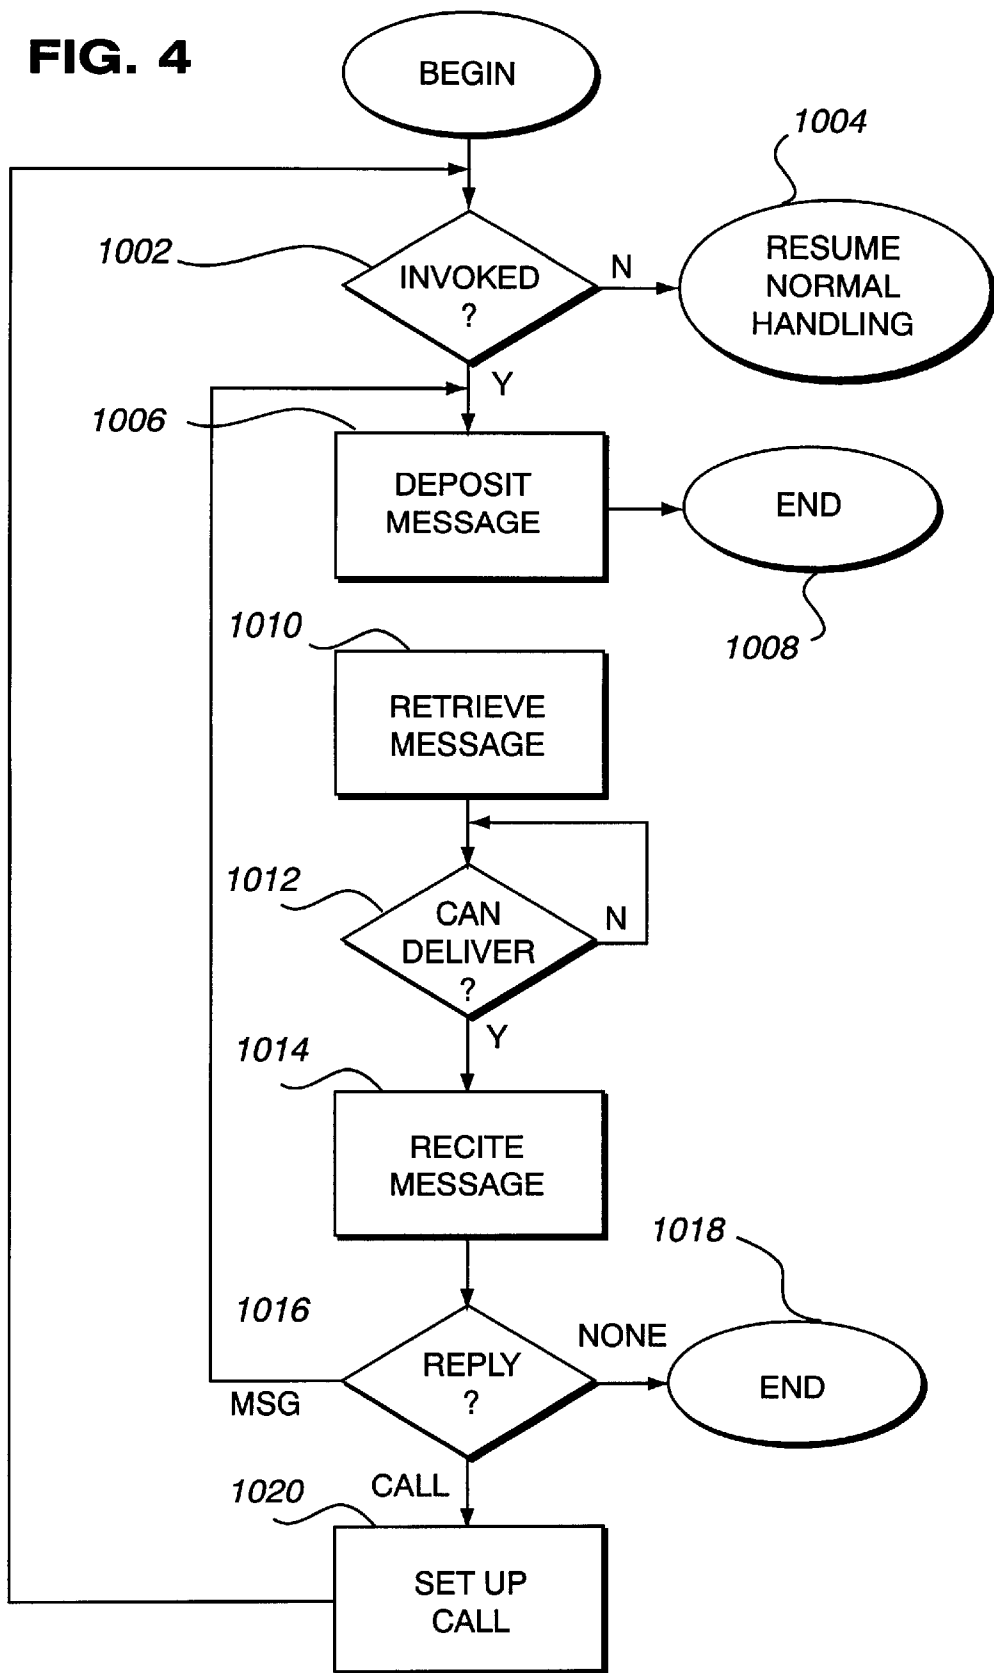 FIG. 4
BEGIN
1004
1002
INVOKED
?
N
RESUME
NORMAL
HANDLING
Y
1006
DEPOSIT
MESSAGE
END
1008
1010
RETRIEVE
MESSAGE
1012
CAN
DELIVER
?
N
Y
1014
RECITE
MESSAGE
1018
1016
REPLY
?
NONE
END
MSG
CALL
1020
SET UP
CALL